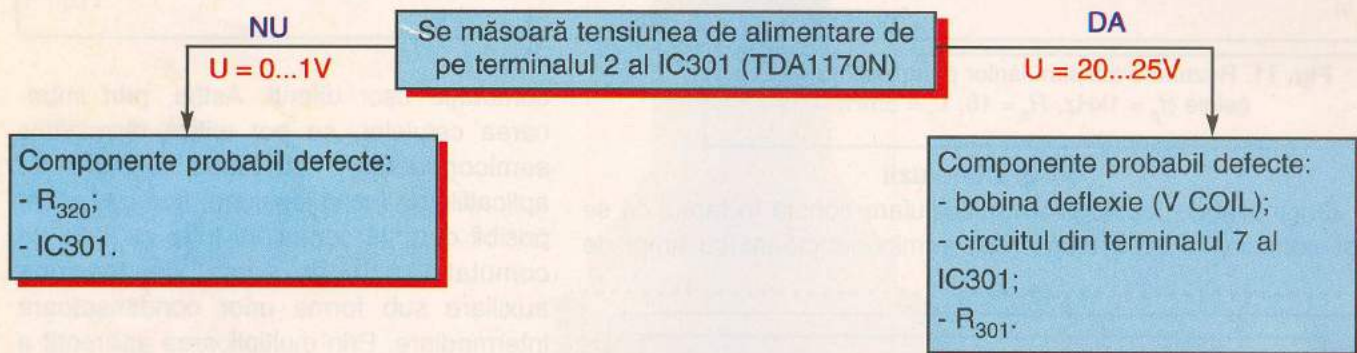 NU
DA
Se măsoară tensiunea de alimentare de
pe terminalul 2 al IC301 (TDA1170N)
U = 0...1V
U = 20...25V
Componente probabil defecte:
- R320;
- IC301.
Componente probabil defecte:
- bobina deflexie (V COIL);
- circuitul din terminalul 7 al
IC301;
- R301.